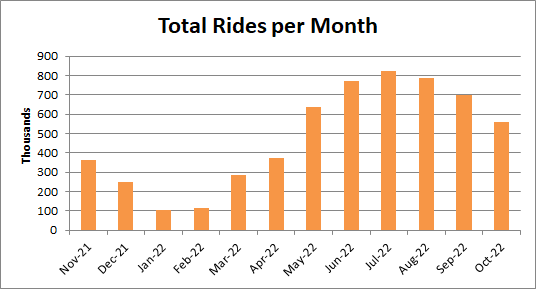 Total Rides per Month
900
800
700
600
500
400
300
200
100
0
Thousands
Nov-21
Dec-21
Jan-22
Feb-22
Mar-22
Apr-22
May-22
Jun-22
Jul-22
Aug-22
Sep-22
Oct-22